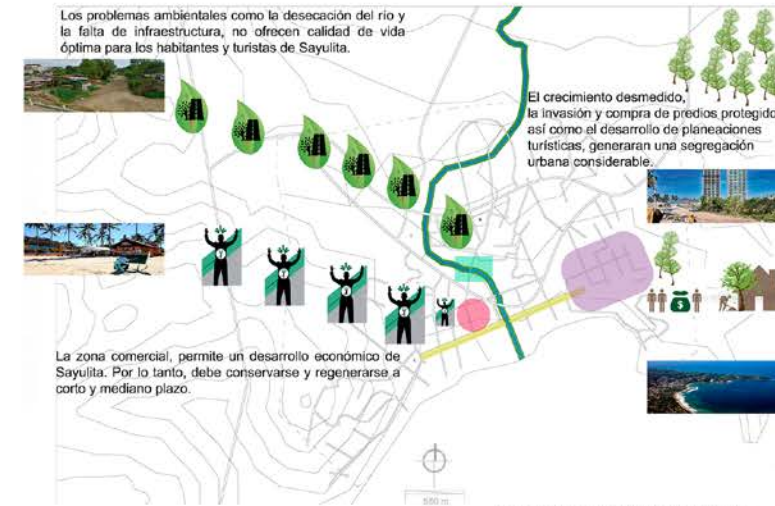 Los problemas ambientales como la desecación del río y
la falta de infraestructura, no ofrecen calidad de vida
óptima para los habitantes y turistas de Sayulita.
El crecimiento desmedido,
la invasión y compra de predios protegido
así como el desarrollo de planeaciones
turísticas, generaran una segregación
urbana considerable.
$
La zona comercial, permite un desarrollo económico de
Sayulita. Por lo tanto, debe conservarse y regenerarse a
corto y mediano plazo.